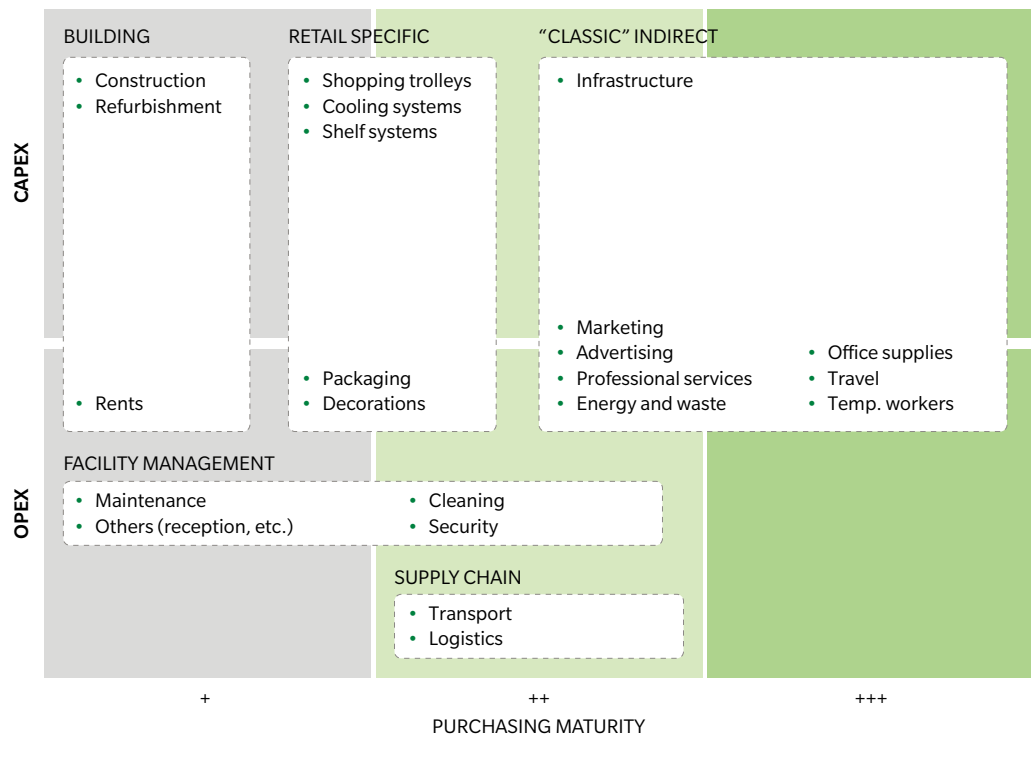 BUILDING
• Construction
• Refurbishment
• Rents
RETAIL SPECIFIC
• Shopping trolleys
• Cooling systems
• Shelf systems
• Packaging
• Decorations
“CLASSIC” INDIRECT
• Infrastructure
• Marketing
• Advertising
• Professional services
• Energy and waste
• Office supplies
• Travel
• Temp. workers
CAPEX
FACILITY MANAGEMENT
• Maintenance
• Others (reception, etc.)
• Cleaning
• Security
SUPPLY CHAIN
• Transport
• Logistics
OPEX
+
++
+++
PURCHASING MATURITY